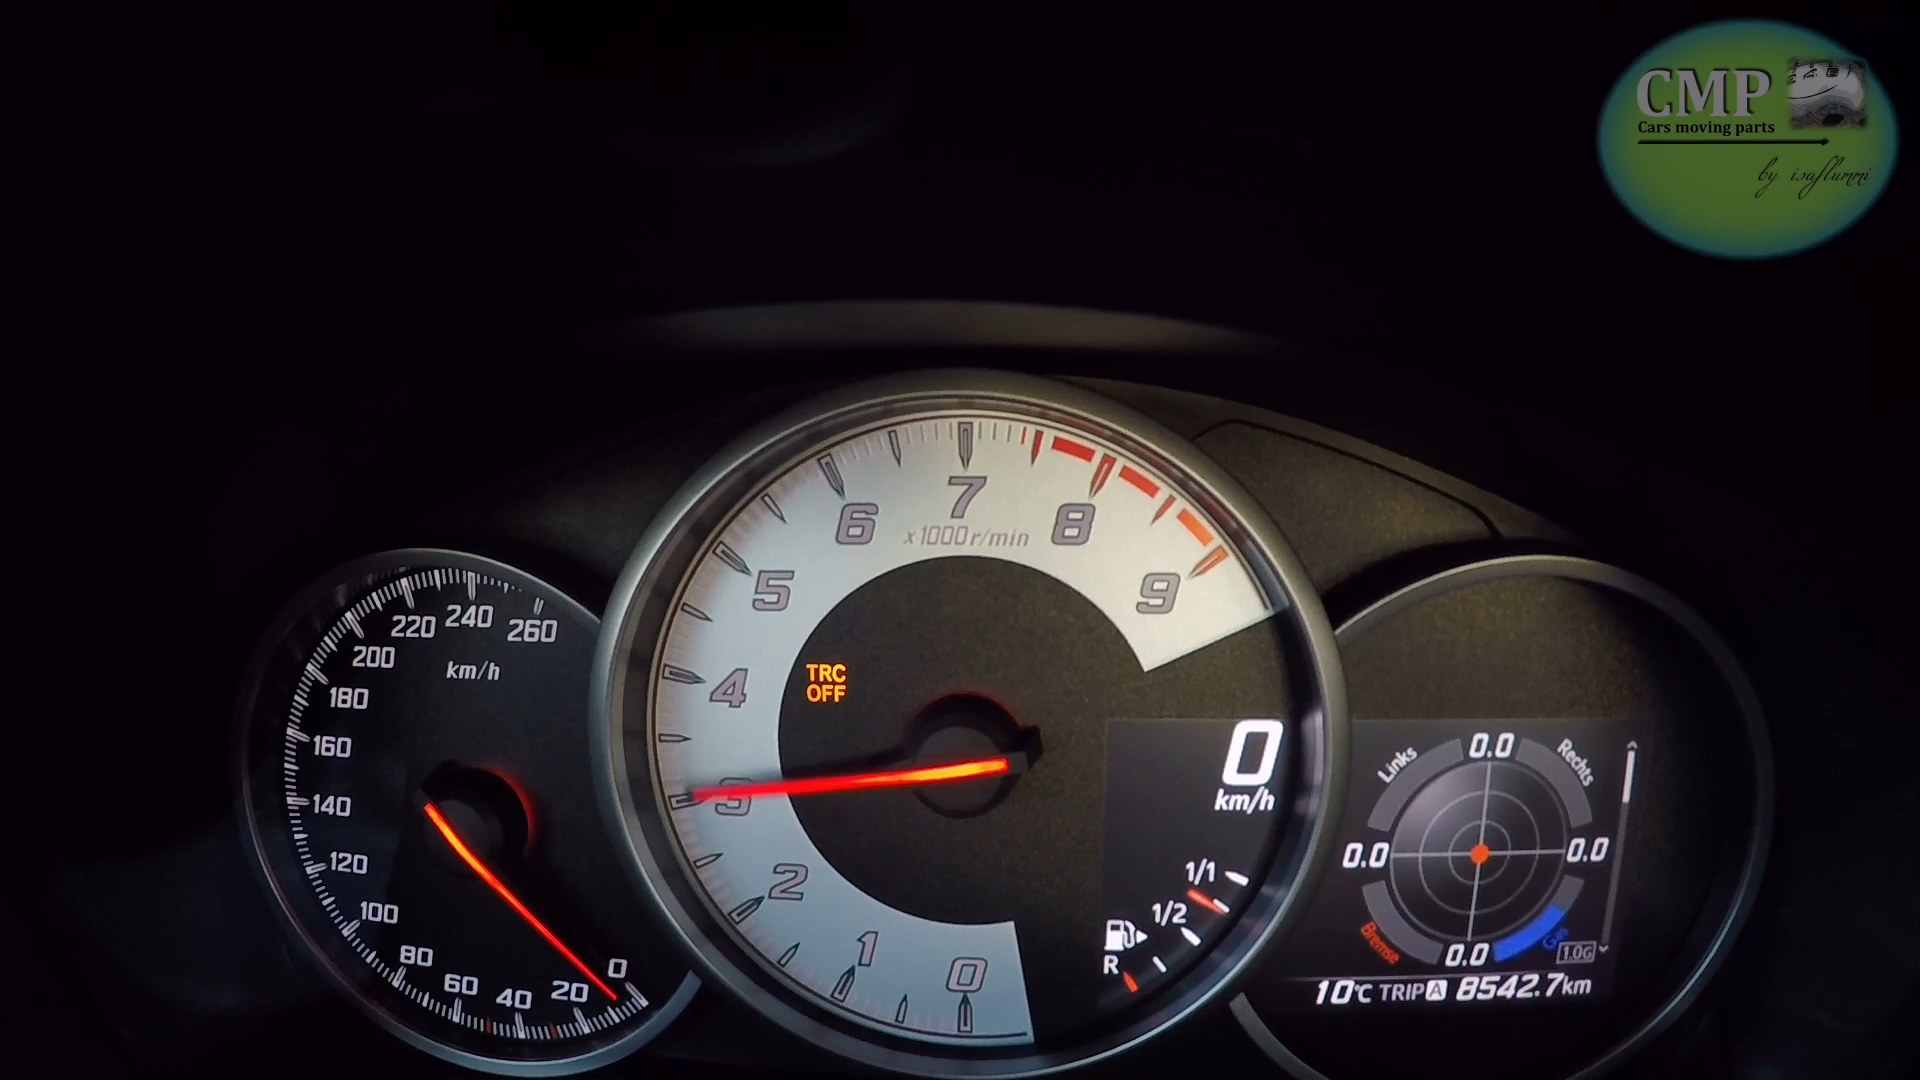 CMP
Cars moving parts
by isaflummi
0
20
40
60
80
100
120
140
160
180
200
220
240
260
km/h
0
1
2
3
4
5
6
7
8
9
x1000r/min
TRC
OFF
0
km/h
1/1
1/2
R
Links
0.0
Rechts
0.0
0.0
Bremse
0.0
1.0G
10°C TRIP A 8542.7km